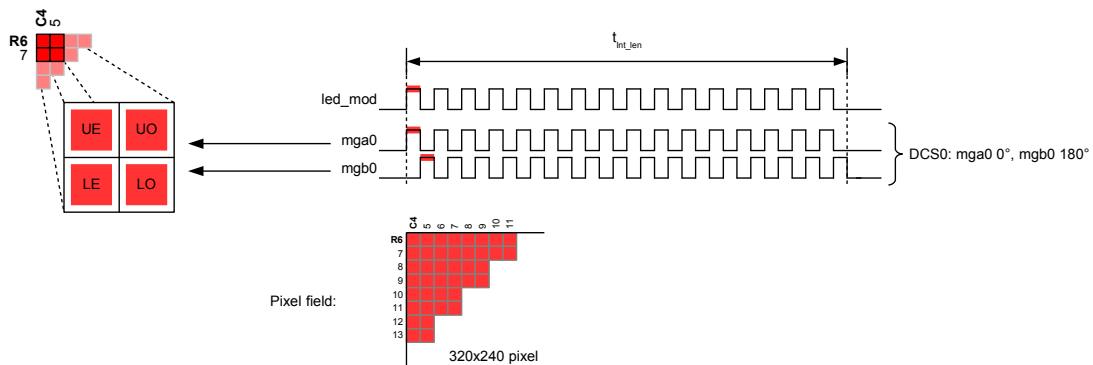 C4
5
R6
7
UE UO
LE LO
tInt_len
led_mod
mga0
mgb0
DCS0: mga0 0°, mgb0 180°
C4 5 6 7 8 9 10 11
R6
7
8
9
10
11
12
13
Pixel field:
320x240 pixel